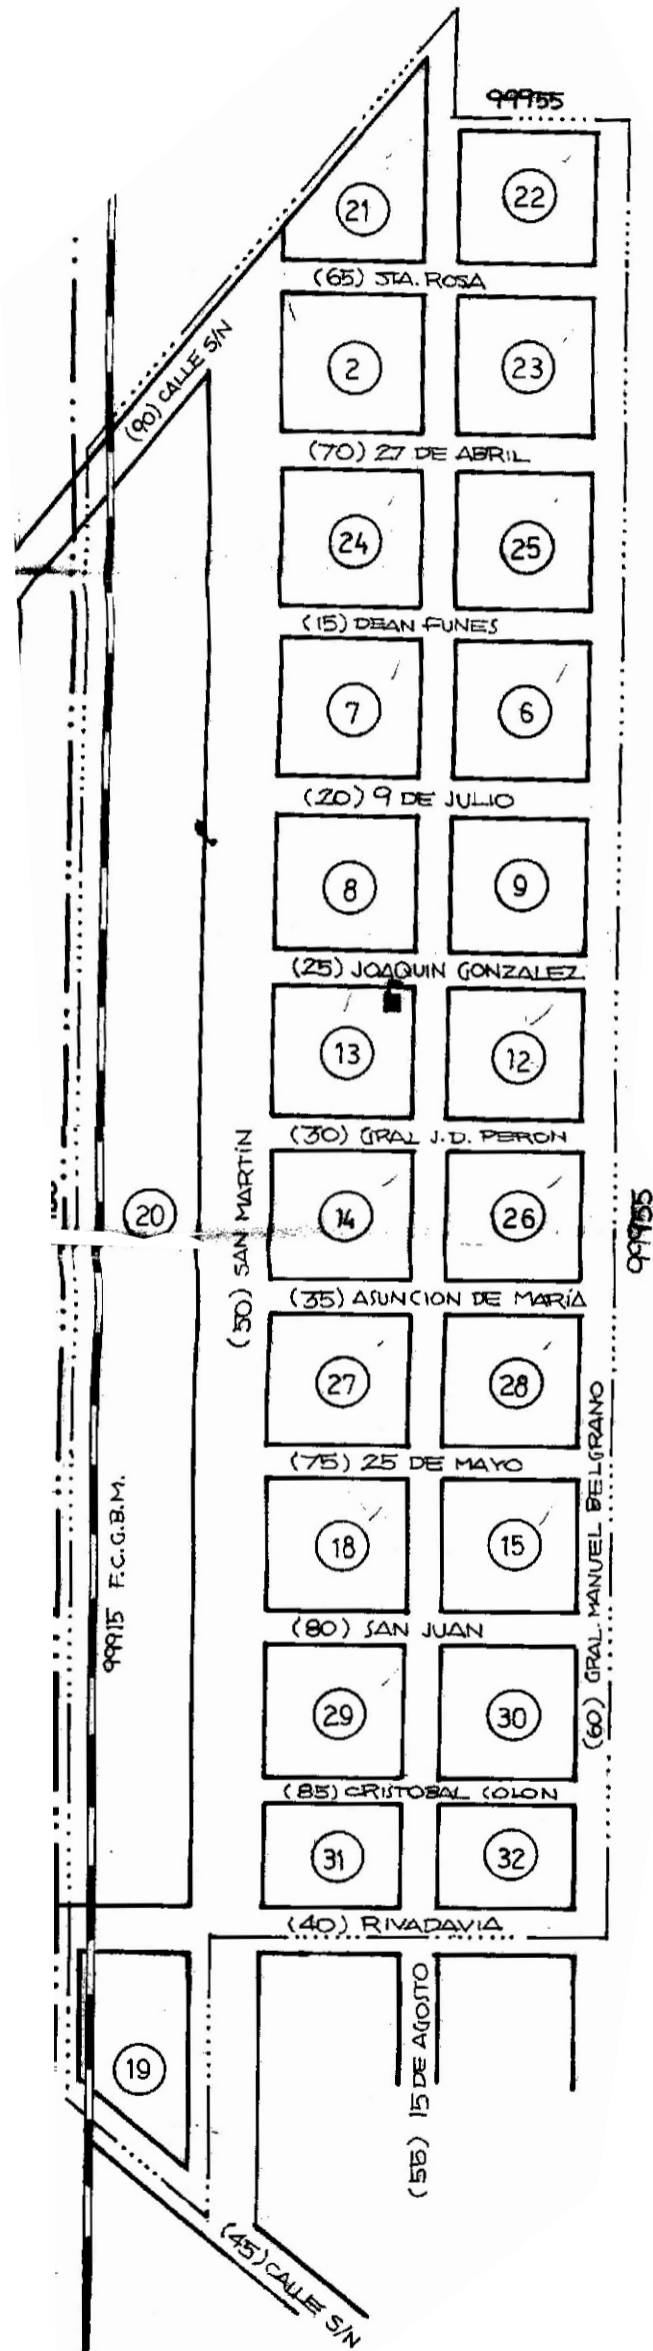 99955
21
22
(65) STA. ROSA
(90) CALLE S/N
2
23
(70) 27 DE ABRIL
24
25
(15) DEAN FUNES
7
6
(20) 9 DE JULIO
8
9
(25) JOAQUIN GONZALEZ
13
12
(30) GRAL J.D. PERON
20
(50) SAN MARTIN
14
26
99955
(35) ASUNCION DE MARÍA
27
28
(75) 25 DE MAYO
99915 F.C.G.B.M.
18
15
(60) GRAL. MANUEL BELGRANO
(80) SAN JUAN
29
30
(85) CRISTOBAL COLON
31
32
(40) RIVADAVIA
19
(55) 15 DE AGOSTO
(45) CALLE S/N